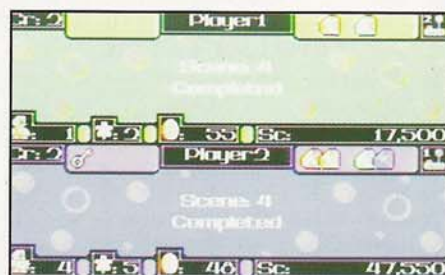 Cr: 2 Player1
Scene: 4
Completed
: 1 : 2 : 55 Sc: 17,500
Cr: 2 Player2
Scene: 4
Completed
: 4 : 5 : 48 Sc: 47,550